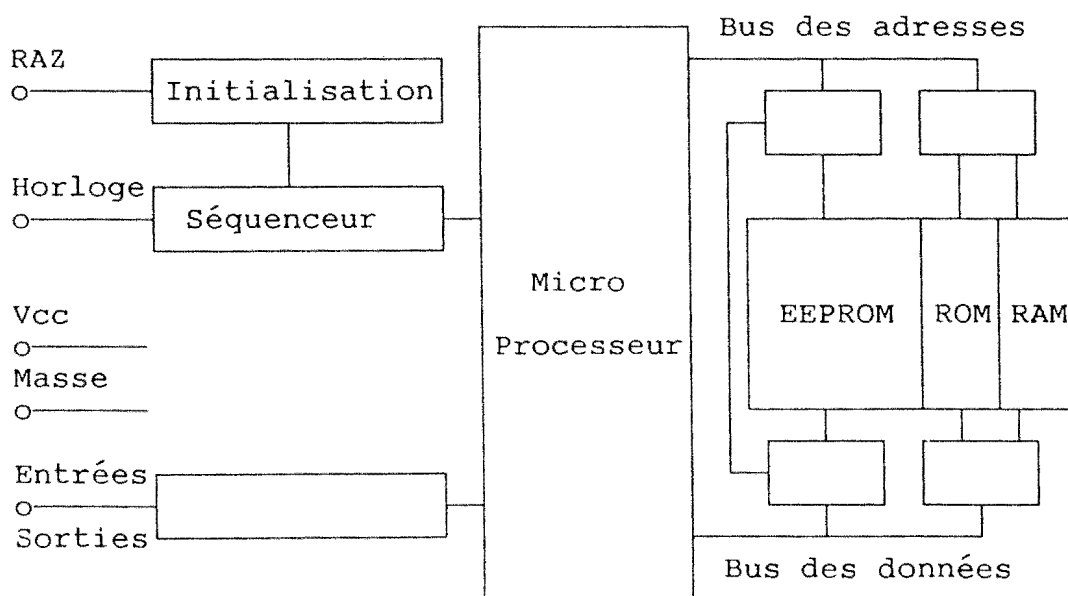 Bus des adresses
RAZ
Initialisation
Horloge
Séquenceur
Micro
Processeur
EEPROM
ROM
RAM
Vcc
Masse
Entrées
Sorties
Bus des données